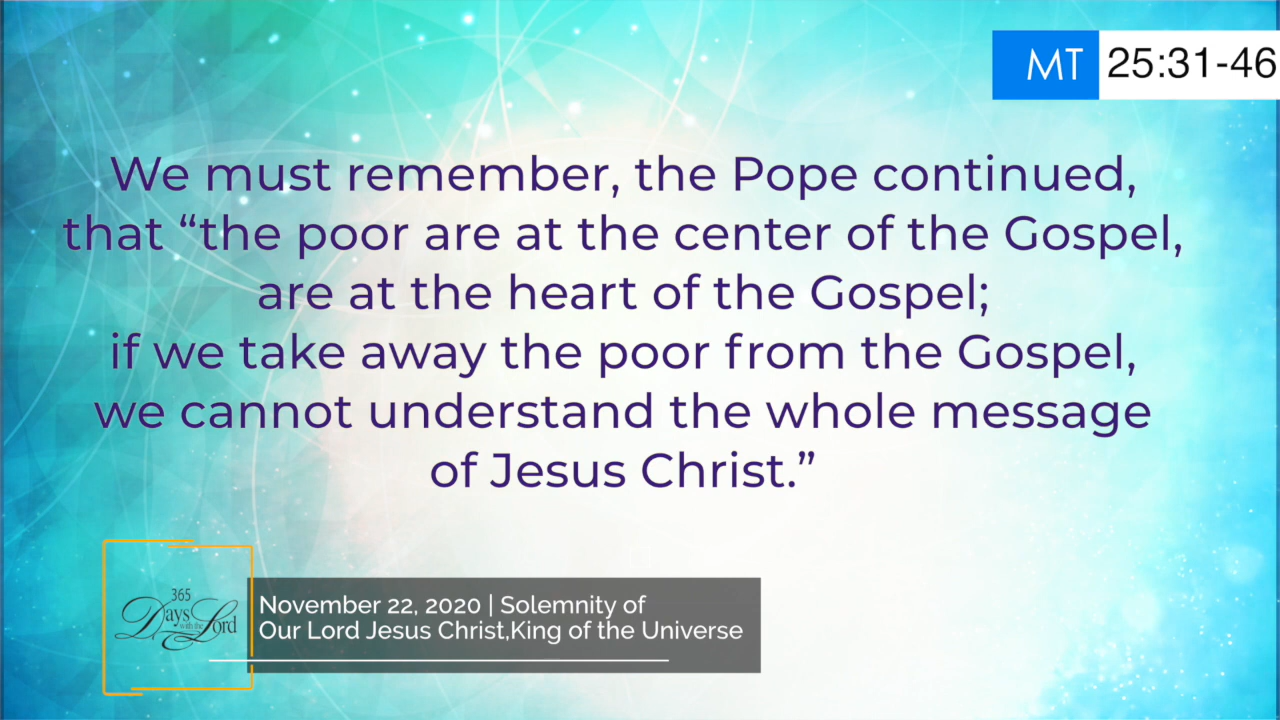 MT 25:31-46
We must remember, the Pope continued,
that “the poor are at the center of the Gospel,
are at the heart of the Gospel;
if we take away the poor from the Gospel,
we cannot understand the whole message
of Jesus Christ.”
365
Days with the Lord
November 22, 2020 | Solemnity of
Our Lord Jesus Christ,King of the Universe